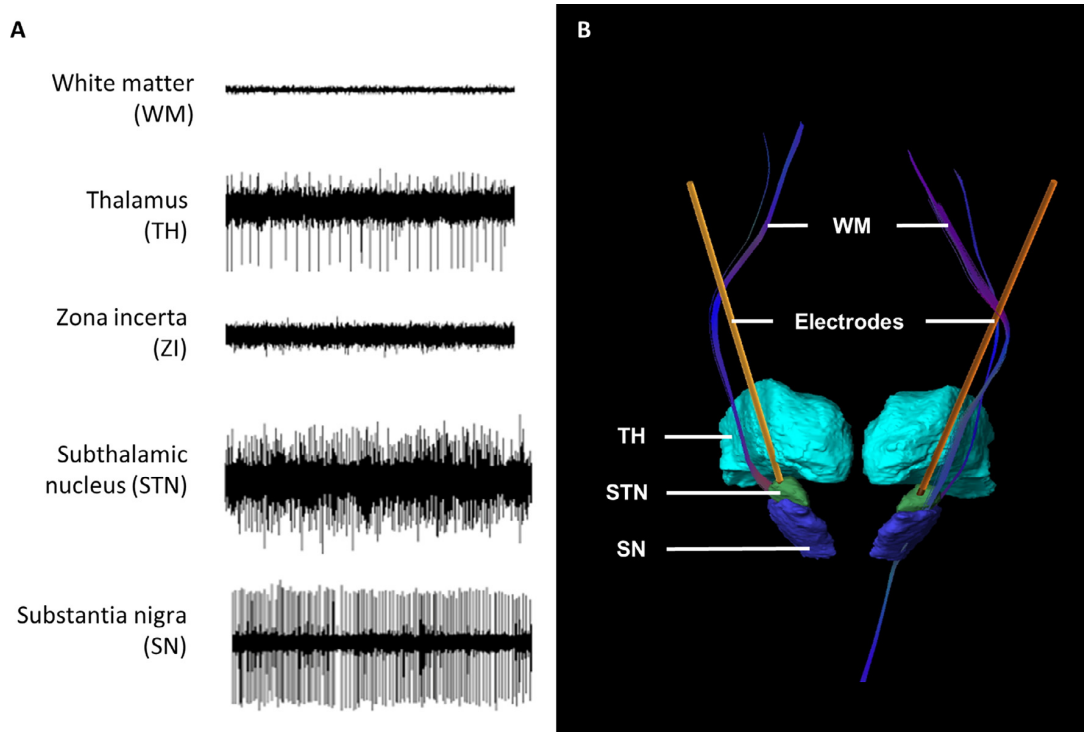 A
White matter
(WM)
Thalamus
(TH)
Zona incerta
(ZI)
Subthalamic
nucleus (STN)
Substantia nigra
(SN)
B
WM
Electrodes
TH
STN
SN